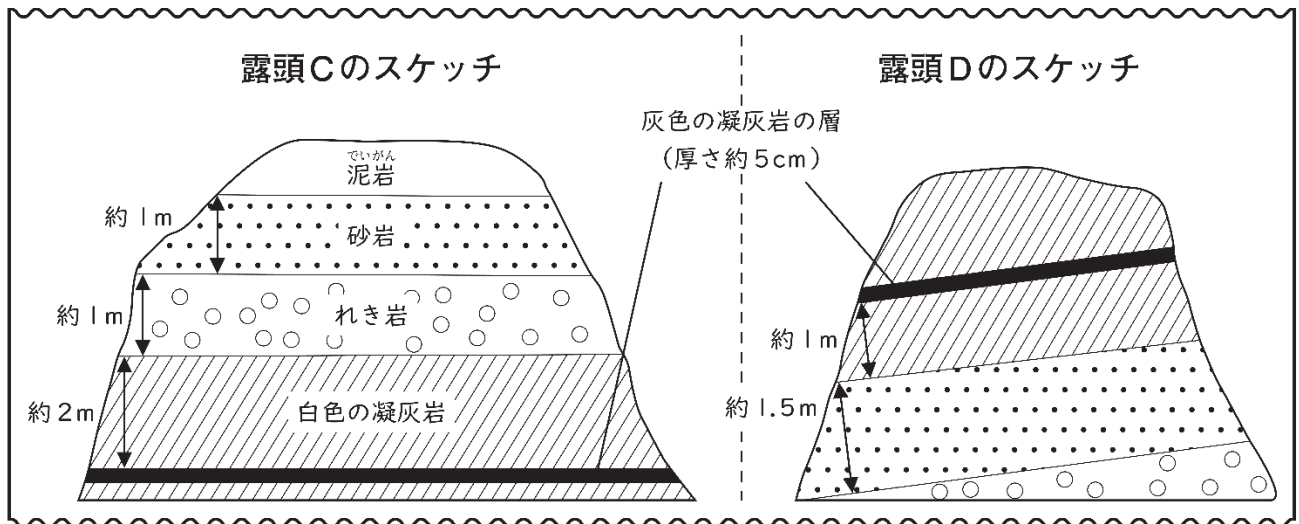 露頭Cのスケッチ
露頭Dのスケッチ
灰色の凝灰岩の層
(厚さ約5cm)
でいがん
泥岩
約1m
砂岩
約1m
れき岩
約2m
白色の凝灰岩
約1m
約1.5m